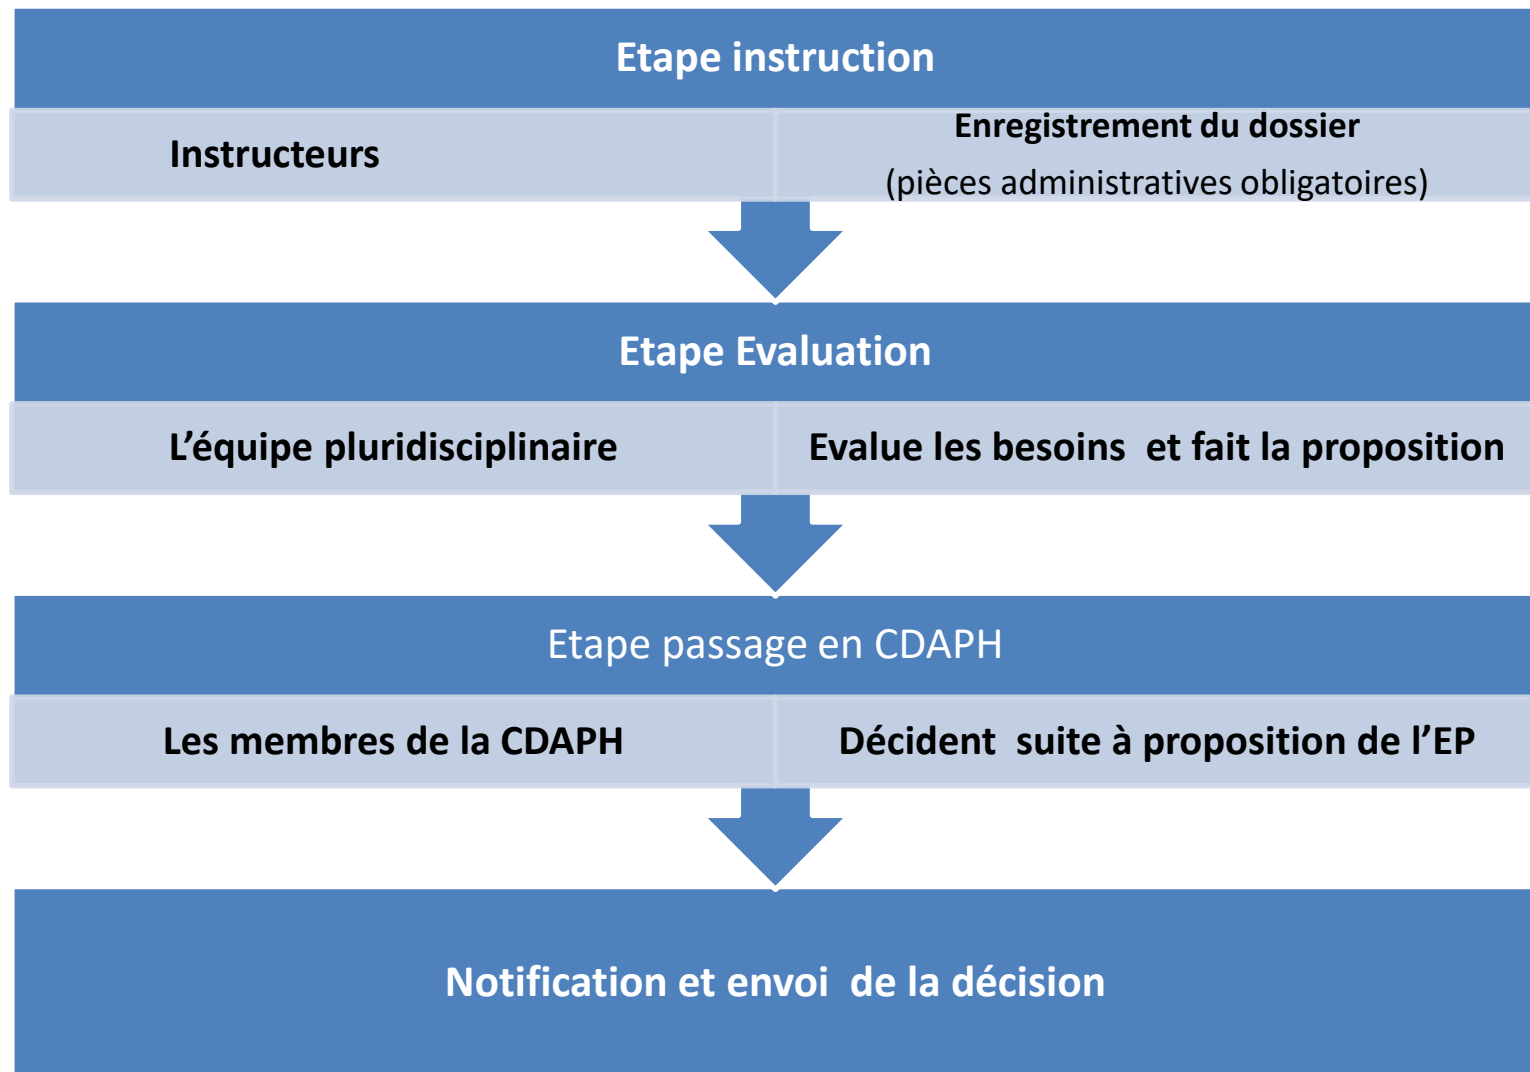 Etape instruction
Instructeurs
Enregistrement du dossier
(pièces administratives obligatoires)
Etape Evaluation
L’équipe pluridisciplinaire
Evalue les besoins  et fait la proposition
Etape passage en CDAPH
Les membres de la CDAPH
Décident  suite à proposition de l’EP
Notification et envoi  de la décision